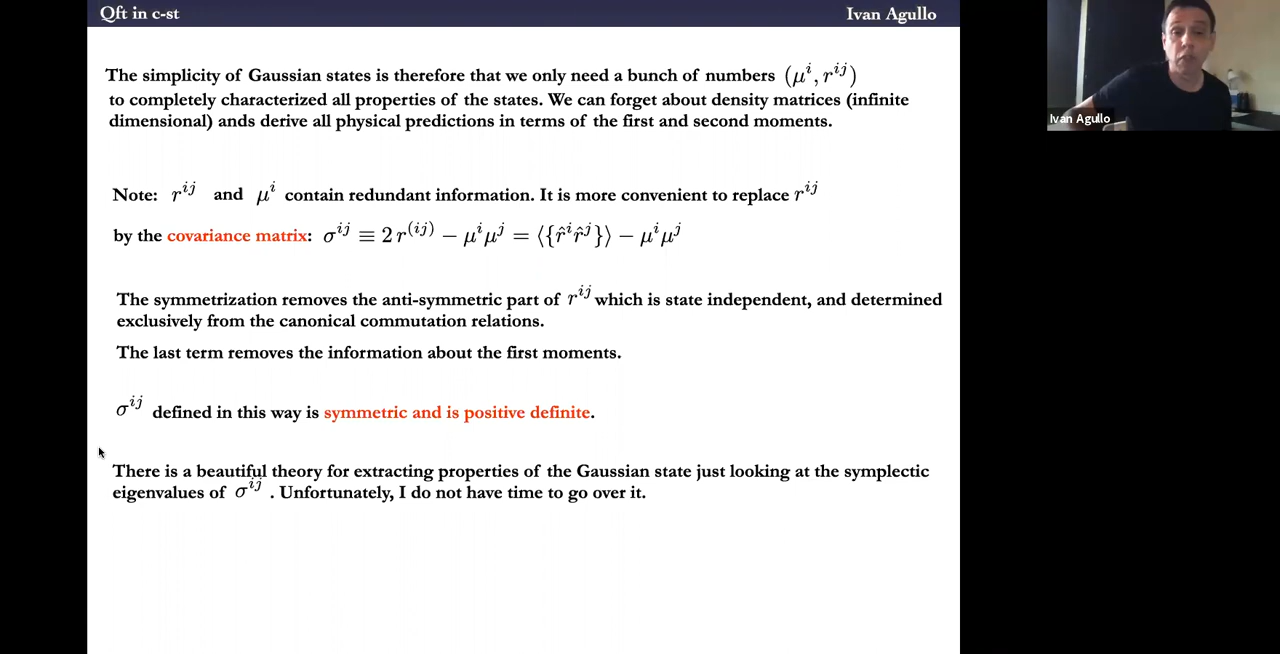 Qft in c-st
Ivan Agullo
The simplicity of Gaussian states is therefore that we only need a bunch of numbers (μ^i, r^{ij})
to completely characterized all properties of the states. We can forget about density matrices (infinite
dimensional) ands derive all physical predictions in terms of the first and second moments.
Note: r^{ij} and μ^i contain redundant information. It is more convenient to replace r^{ij}
by the covariance matrix: σ^{ij} ≡ 2 r^{(ij)} − μ^i μ^j = ⟨{r̂^i r̂^j}⟩ − μ^i μ^j
The symmetrization removes the anti-symmetric part of r^{ij} which is state independent, and determined
exclusively from the canonical commutation relations.
The last term removes the information about the first moments.
σ^{ij} defined in this way is symmetric and is positive definite.
There is a beautiful theory for extracting properties of the Gaussian state just looking at the symplectic
eigenvalues of σ^{ij} . Unfortunately, I do not have time to go over it.
Ivan Agullo